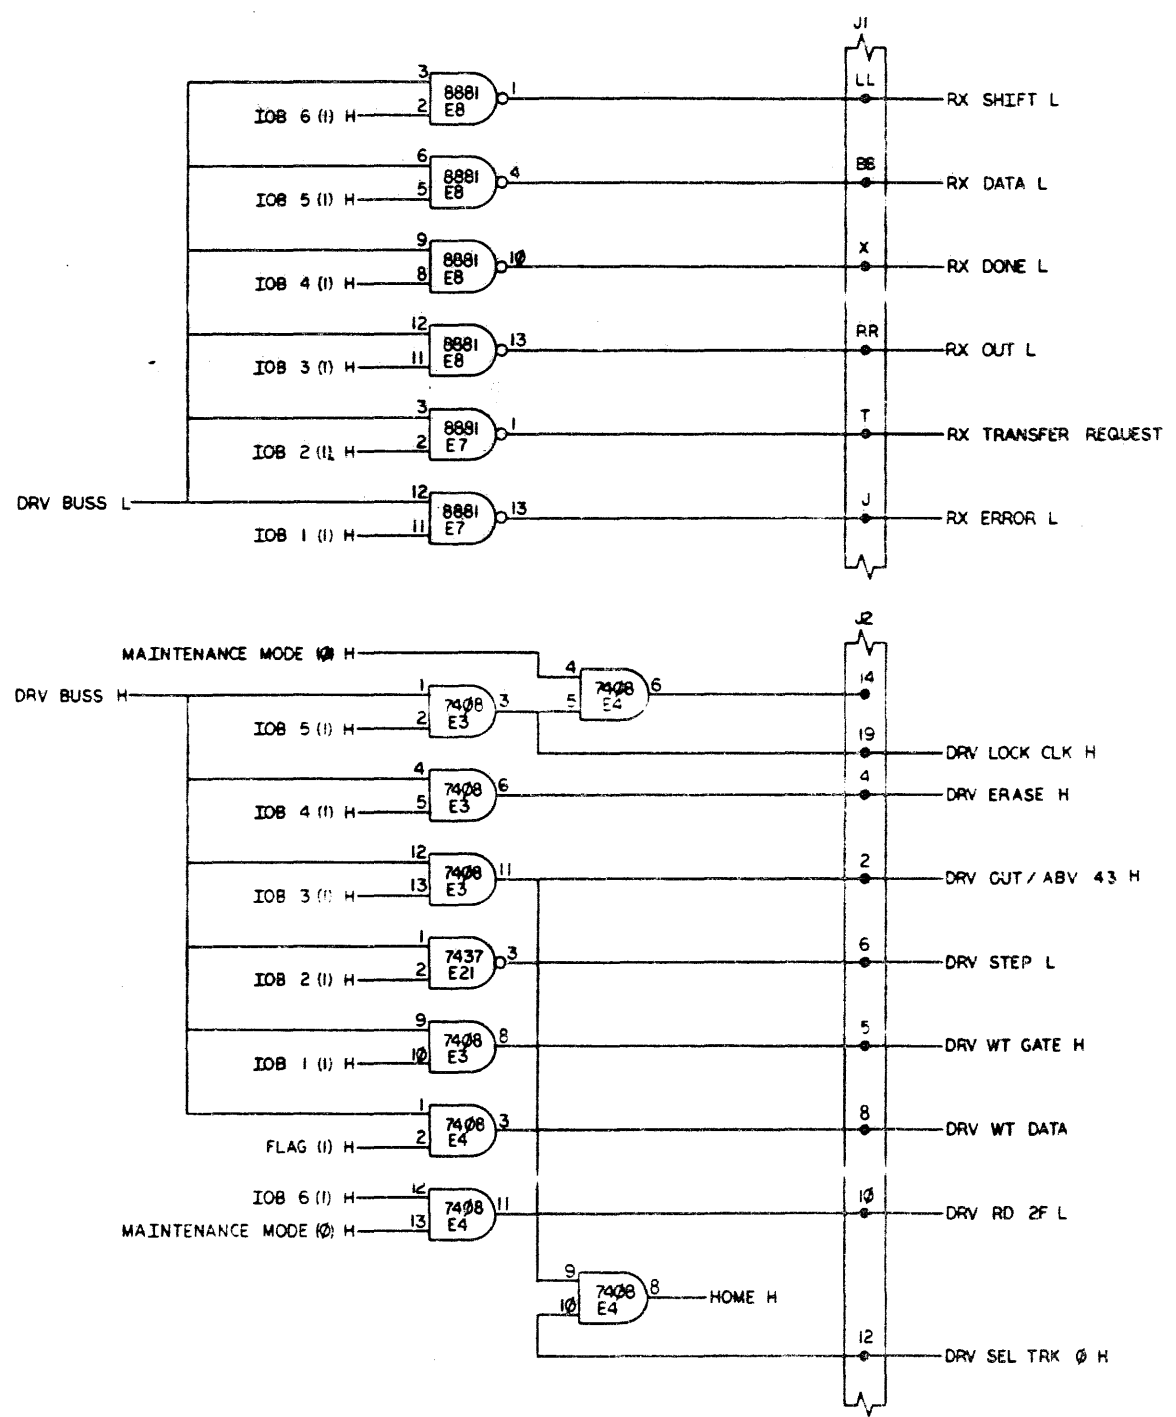 J1
3 8881 1 LL
IOB 6 (1) H 2 E8 RX SHIFT L
6 8881 4 BB
IOB 5 (1) H 5 E8 RX DATA L
9 8881 10 X
IOB 4 (1) H 8 E8 RX DONE L
12 8881 13 RR
IOB 3 (1) H 11 E8 RX OUT L
3 8881 1 T
IOB 2 (1) H 2 E7 RX TRANSFER REQUEST
DRV BUSS L 12 8881 13 J
IOB 1 (1) H 11 E7 RX ERROR L
J2
MAINTENANCE MODE (0) H 4 7408 6 14
5 E4
DRV BUSS H 1 7408 3
IOB 5 (1) H 2 E3 19 DRV LOCK CLK H
4 7408 6 4 DRV ERASE H
IOB 4 (1) H 5 E3
12 7408 11 2 DRV OUT / ABV 43 H
IOB 3 (1) H 13 E3
1 7437 3 6 DRV STEP L
IOB 2 (1) H 2 E21
9 7408 8 5 DRV WT GATE H
IOB 1 (1) H 10 E3
1 7408 3 8 DRV WT DATA
FLAG (1) H 2 E4
IOB 6 (1) H 12 7408 11 10 DRV RD 2F L
MAINTENANCE MODE (0) H 13 E4
9 7408 8 HOME H
10 E4
12 DRV SEL TRK 0 H